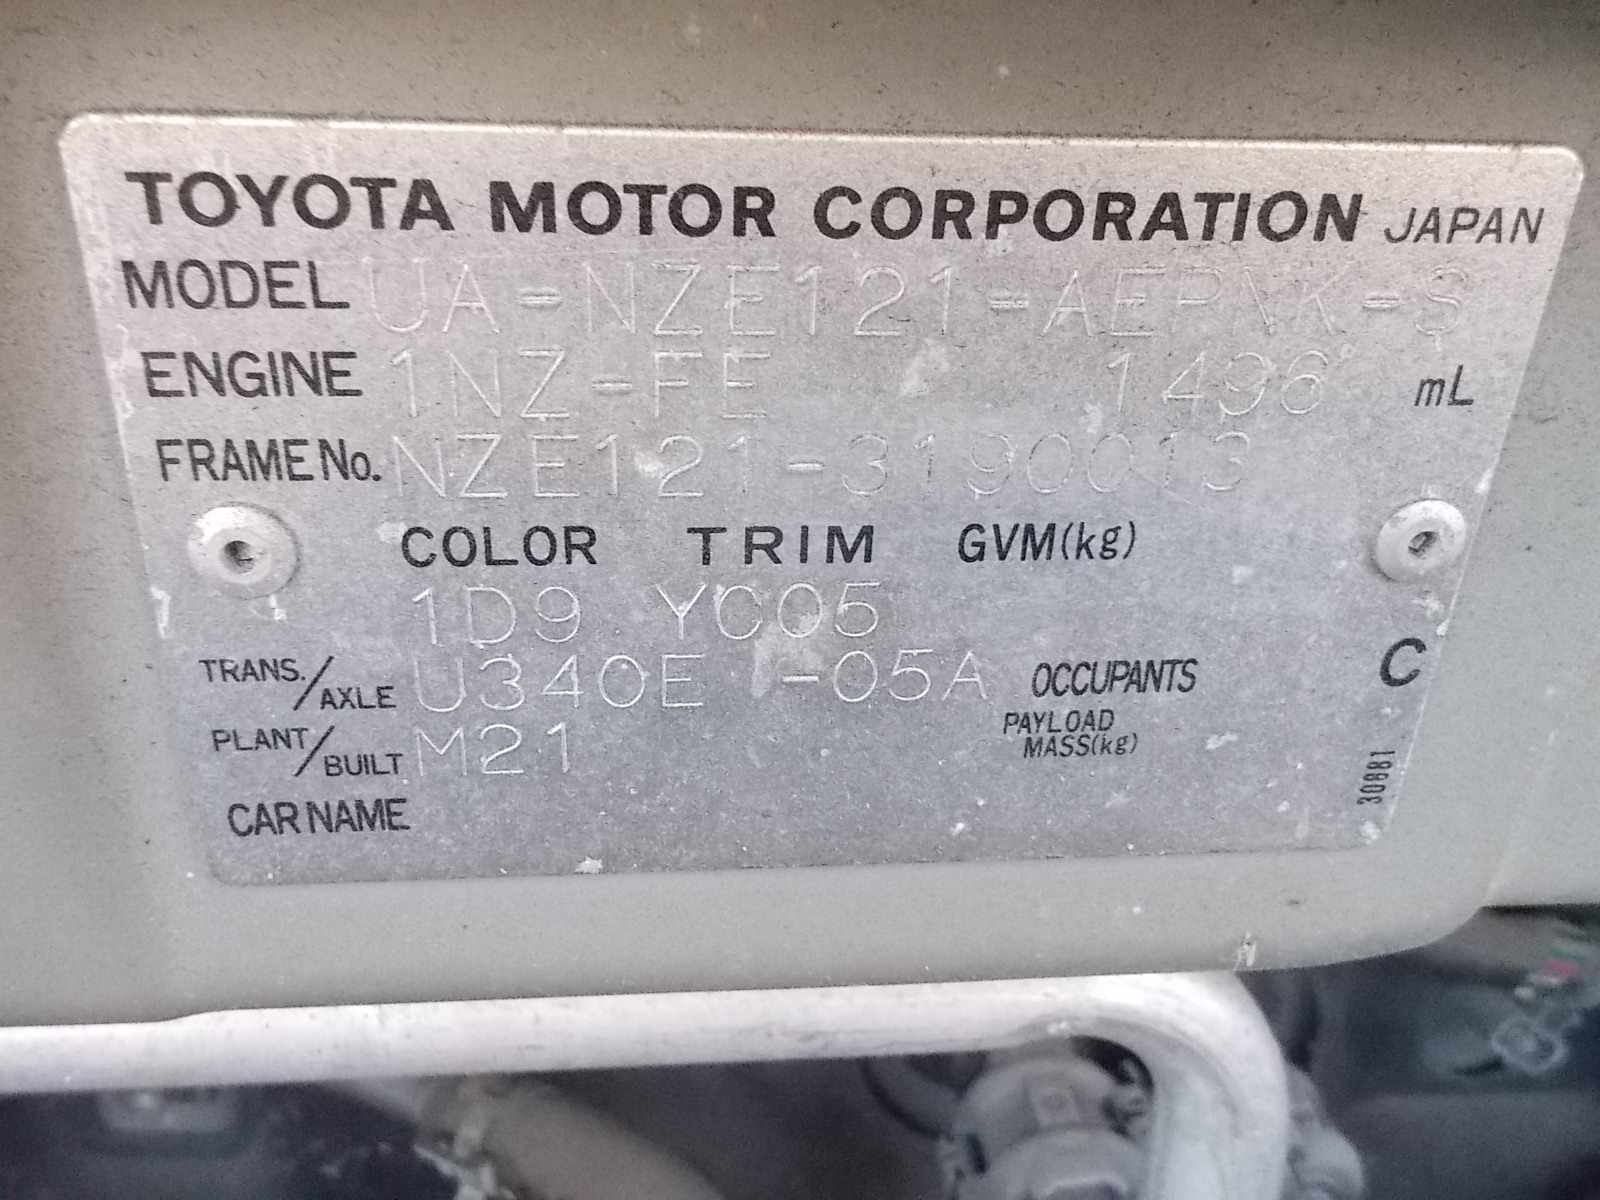 TOYOTA MOTOR CORPORATION JAPAN
MODEL UA-NZE121-AEPNK-S
ENGINE 1NZ-FE 1496 mL
FRAME No. NZE121-3190013
COLOR TRIM GVM(kg)
1D9 YC05
TRANS./AXLE U340E -05A OCCUPANTS C
PLANT/BUILT M21 PAYLOAD MASS(kg)
CAR NAME
30881